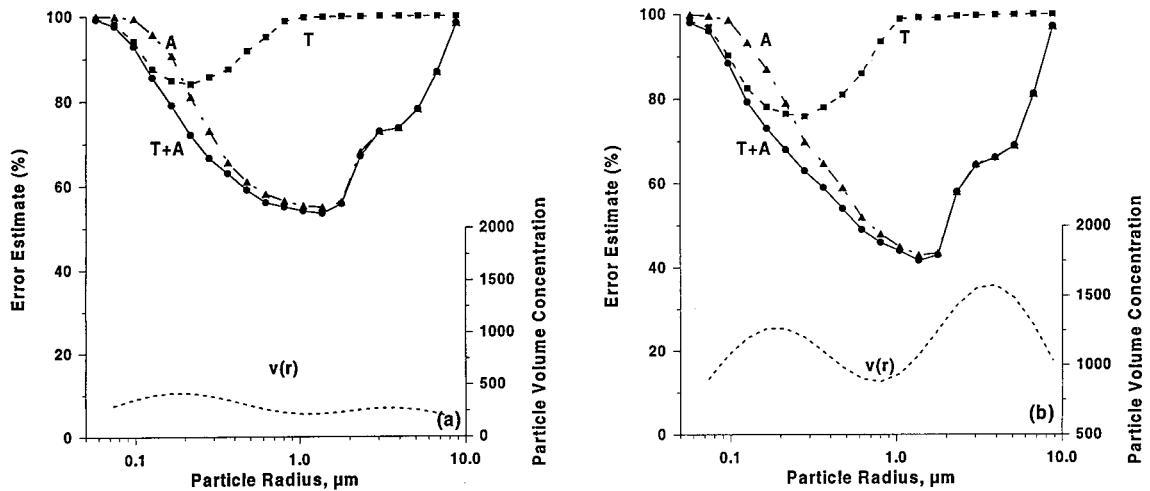 100
80
60
40
20
0
Error Estimate (%)
A
T
T+A
v(r)
(a)
2000
1500
1000
500
0
Particle Volume Concentration
0.1
1.0
10.0
Particle Radius, µm
100
80
60
40
20
0
Error Estimate (%)
A
T
T+A
v(r)
(b)
2000
1500
1000
500
Particle Volume Concentration
0.1
1.0
10.0
Particle Radius, µm